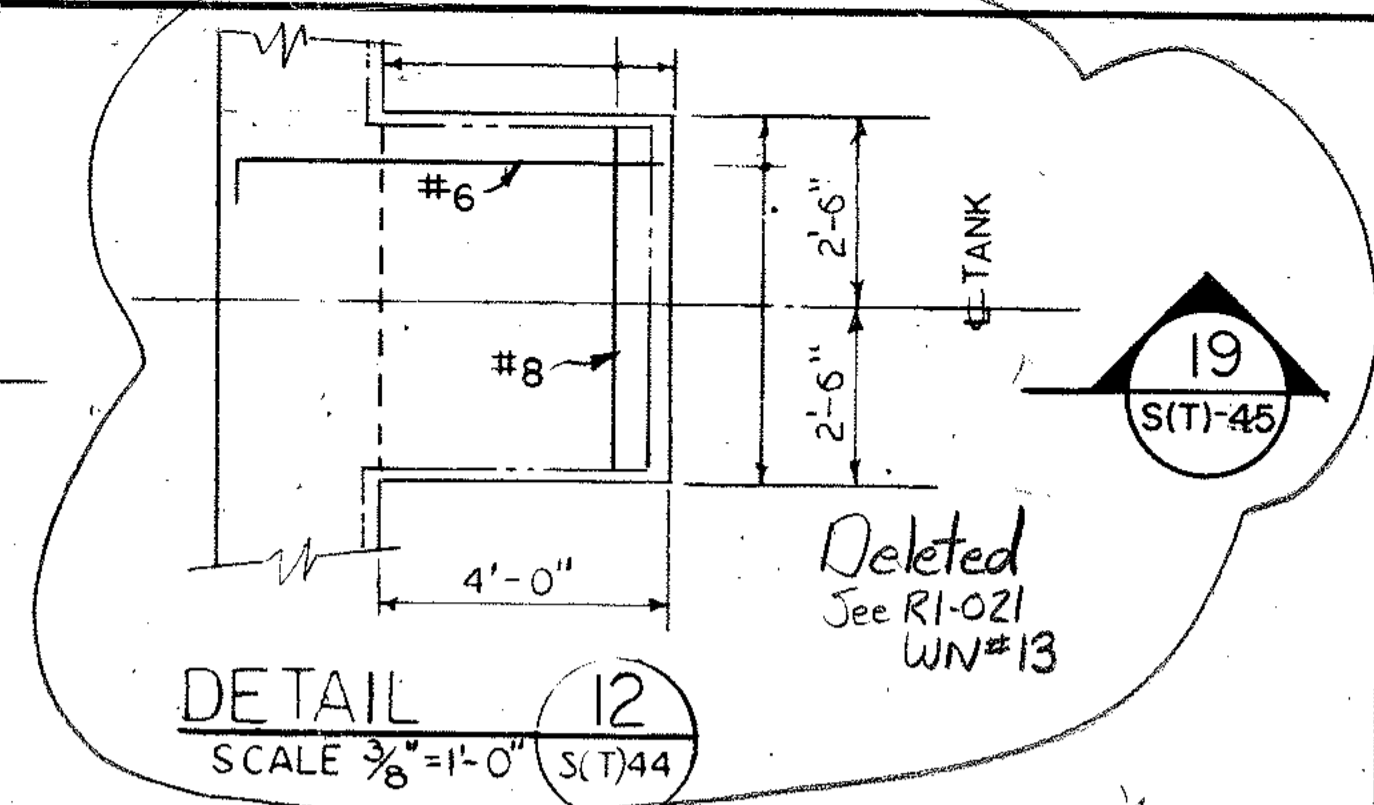 #6
2'-6"
℄ TANK
#8
2'-6"
19
S(T)-45
4'-0"
Deleted
See R1-021
WN#13
DETAIL
12
SCALE 3/8"=1'-0"
S(T)44